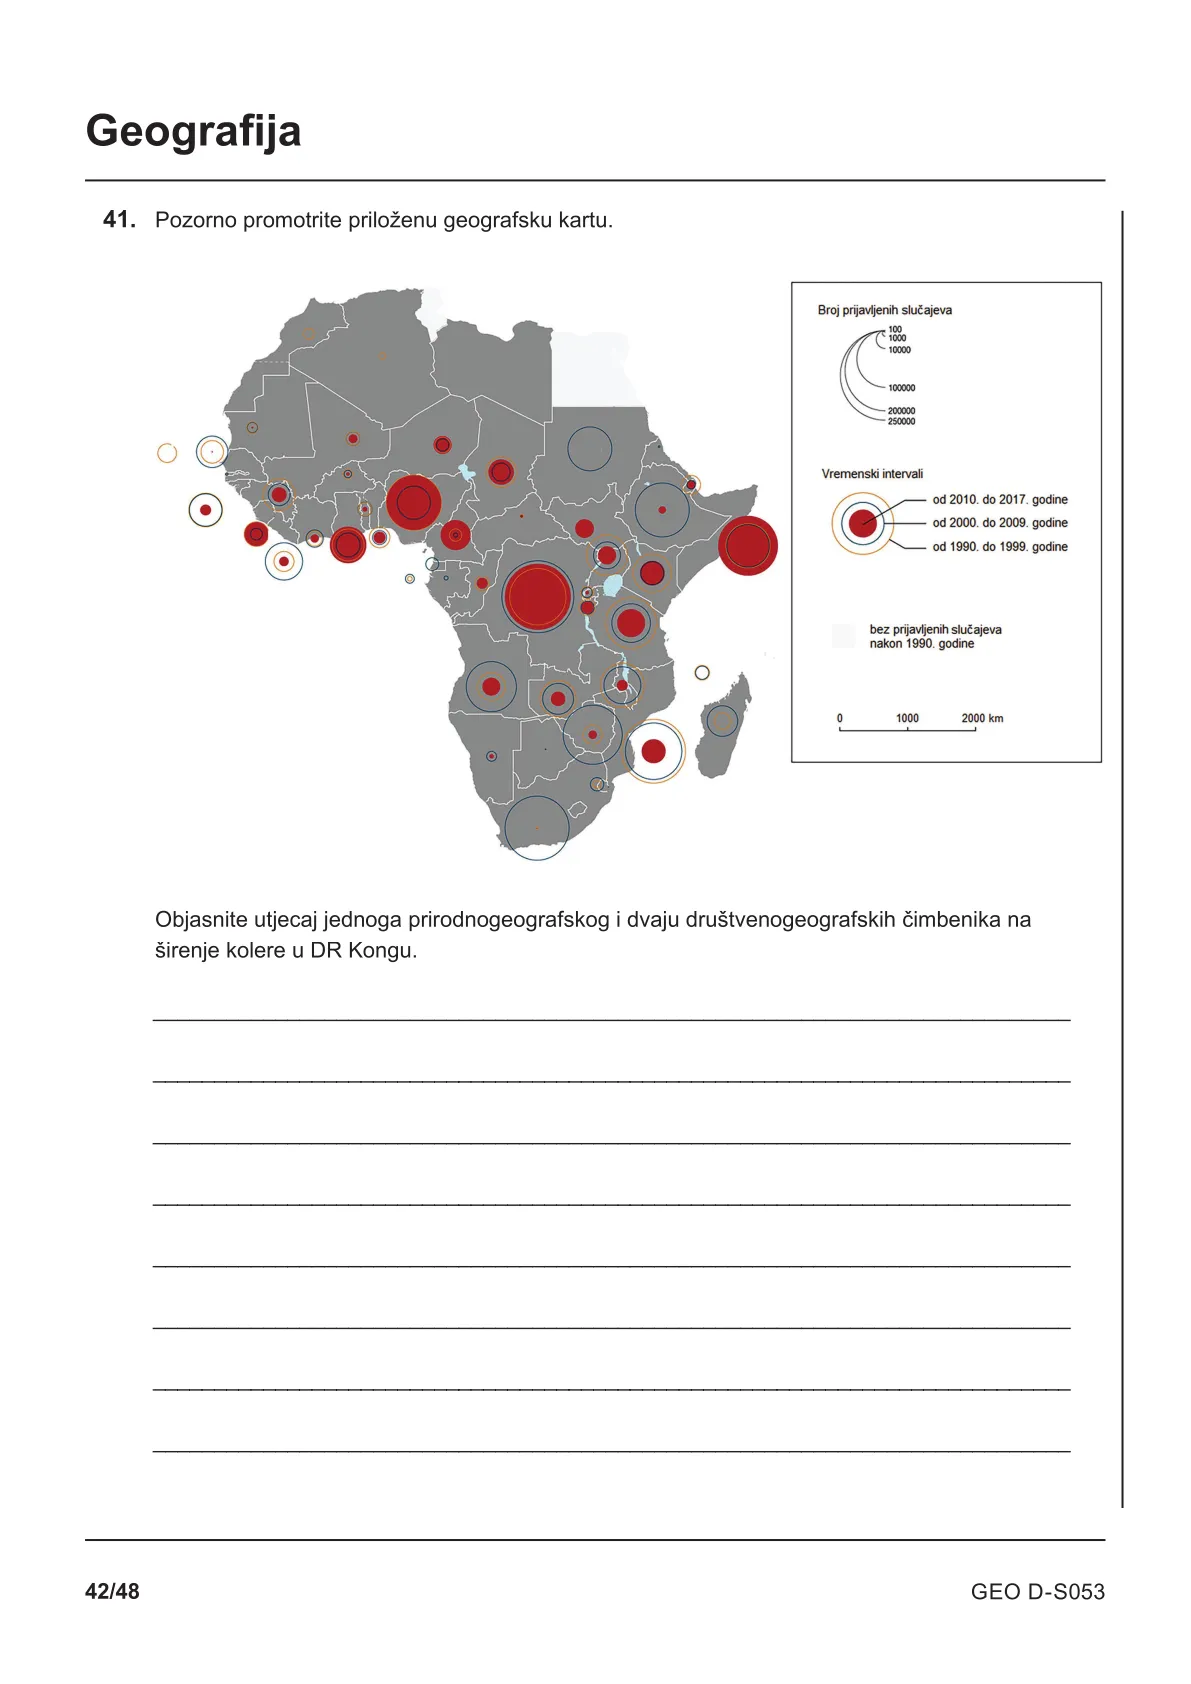 Geografija
41. Pozorno promotrite priloženu geografsku kartu.
Broj prijavljenih slučajeva
100
1000
10000
100000
200000
250000
Vremenski intervali
od 2010. do 2017. godine
od 2000. do 2009. godine
od 1990. do 1999. godine
bez prijavljenih slučajeva
nakon 1990. godine
0 1000 2000 km
Objasnite utjecaj jednoga prirodnogeografskog i dvaju društvenogeografskih čimbenika na
širenje kolere u DR Kongu.
42/48
GEO D-S053